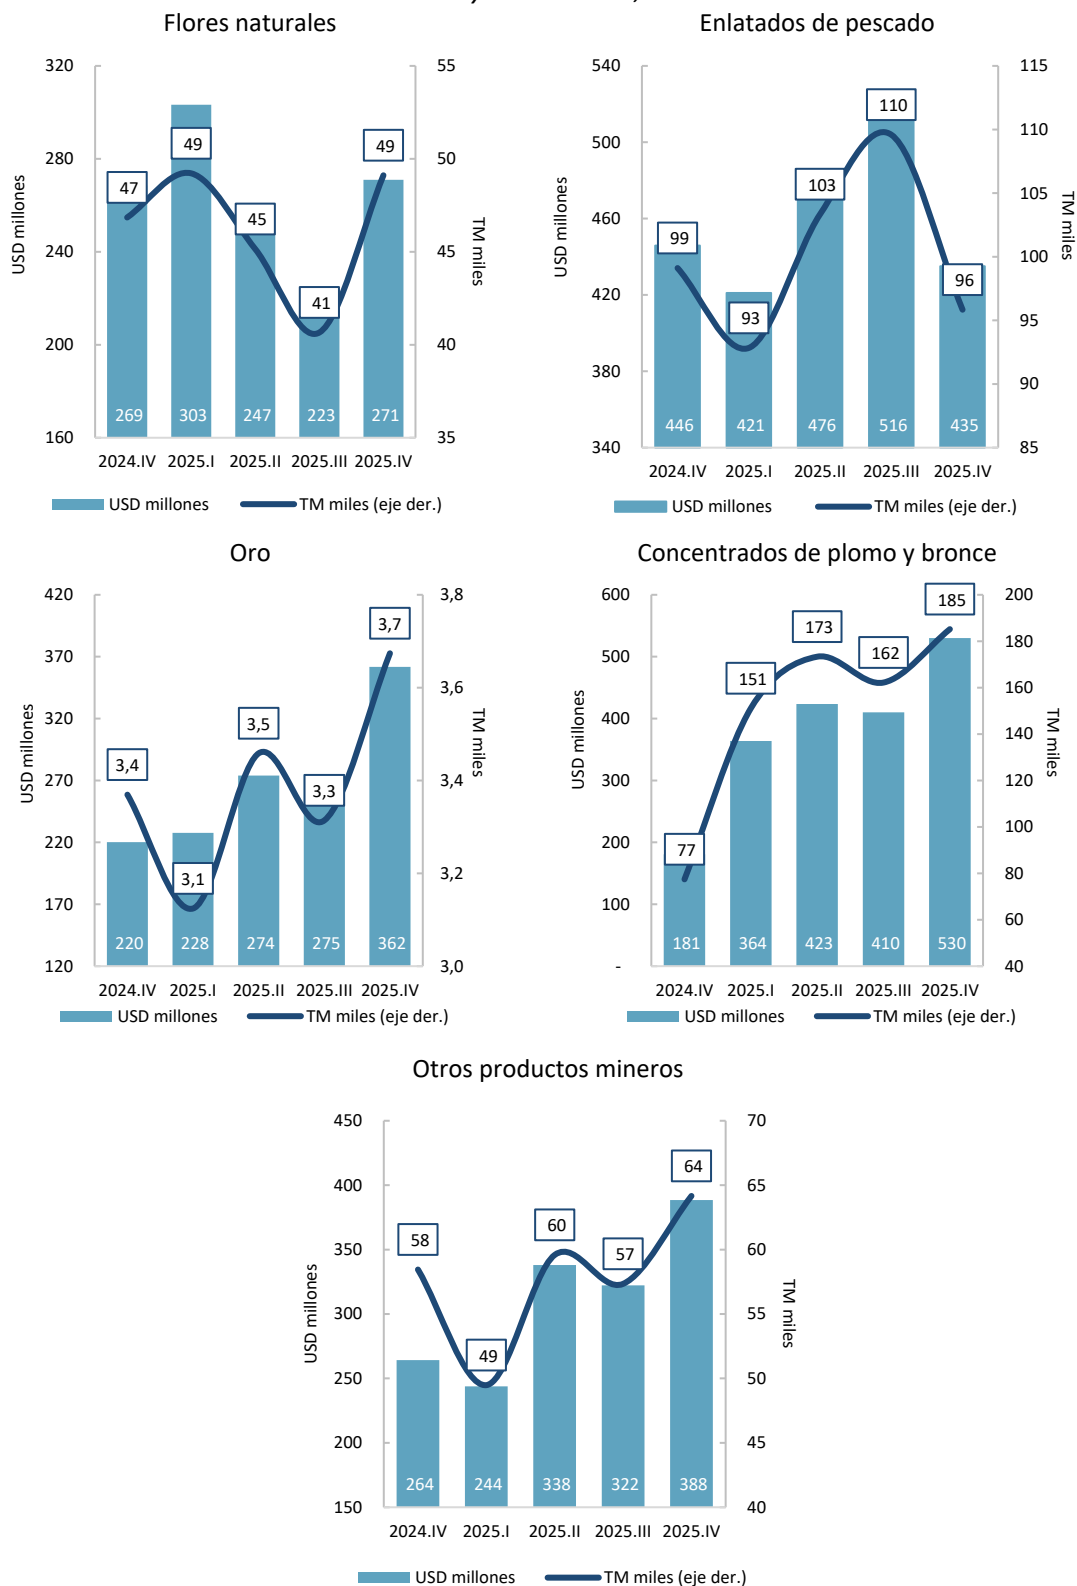 Flores naturales
320
280
240
200
160
55
50
45
40
35
USD millones
TM miles
47
49
45
41
49
269
303
247
223
271
2024.IV
2025.I
2025.II
2025.III
2025.IV
USD millones
TM miles (eje der.)
Enlatados de pescado
540
500
460
420
380
340
115
110
105
100
95
90
85
USD millones
TM miles
99
93
103
110
96
446
421
476
516
435
2024.IV
2025.I
2025.II
2025.III
2025.IV
USD millones
TM miles (eje der.)
Oro
420
370
320
270
220
170
120
3,8
3,6
3,4
3,2
3,0
USD millones
TM miles
3,4
3,1
3,5
3,3
3,7
220
228
274
275
362
2024.IV
2025.I
2025.II
2025.III
2025.IV
USD millones
TM miles (eje der.)
Concentrados de plomo y bronce
600
500
400
300
200
100
-
200
180
160
140
120
100
80
60
40
USD millones
TM miles
77
151
173
162
185
181
364
423
410
530
2024.IV
2025.I
2025.II
2025.III
2025.IV
USD millones
TM miles (eje der.)
Otros productos mineros
450
400
350
300
250
200
150
70
65
60
55
50
45
40
USD millones
TM miles
58
49
60
57
64
264
244
338
322
388
2024.IV
2025.I
2025.II
2025.III
2025.IV
USD millones
TM miles (eje der.)